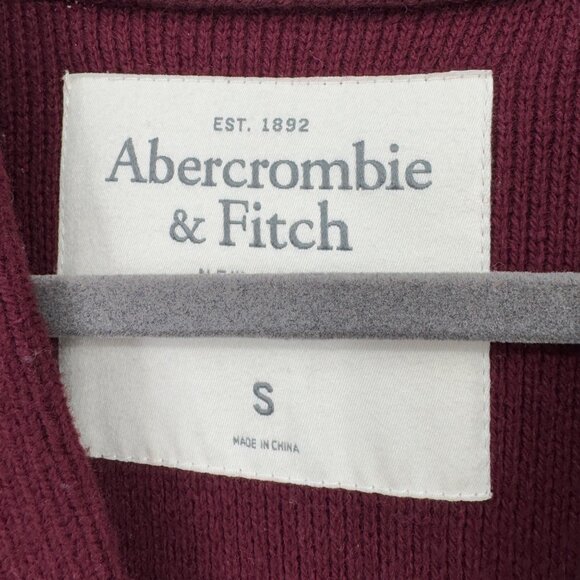 EST. 1892
Abercrombie
& Fitch
S
MADE IN CHINA